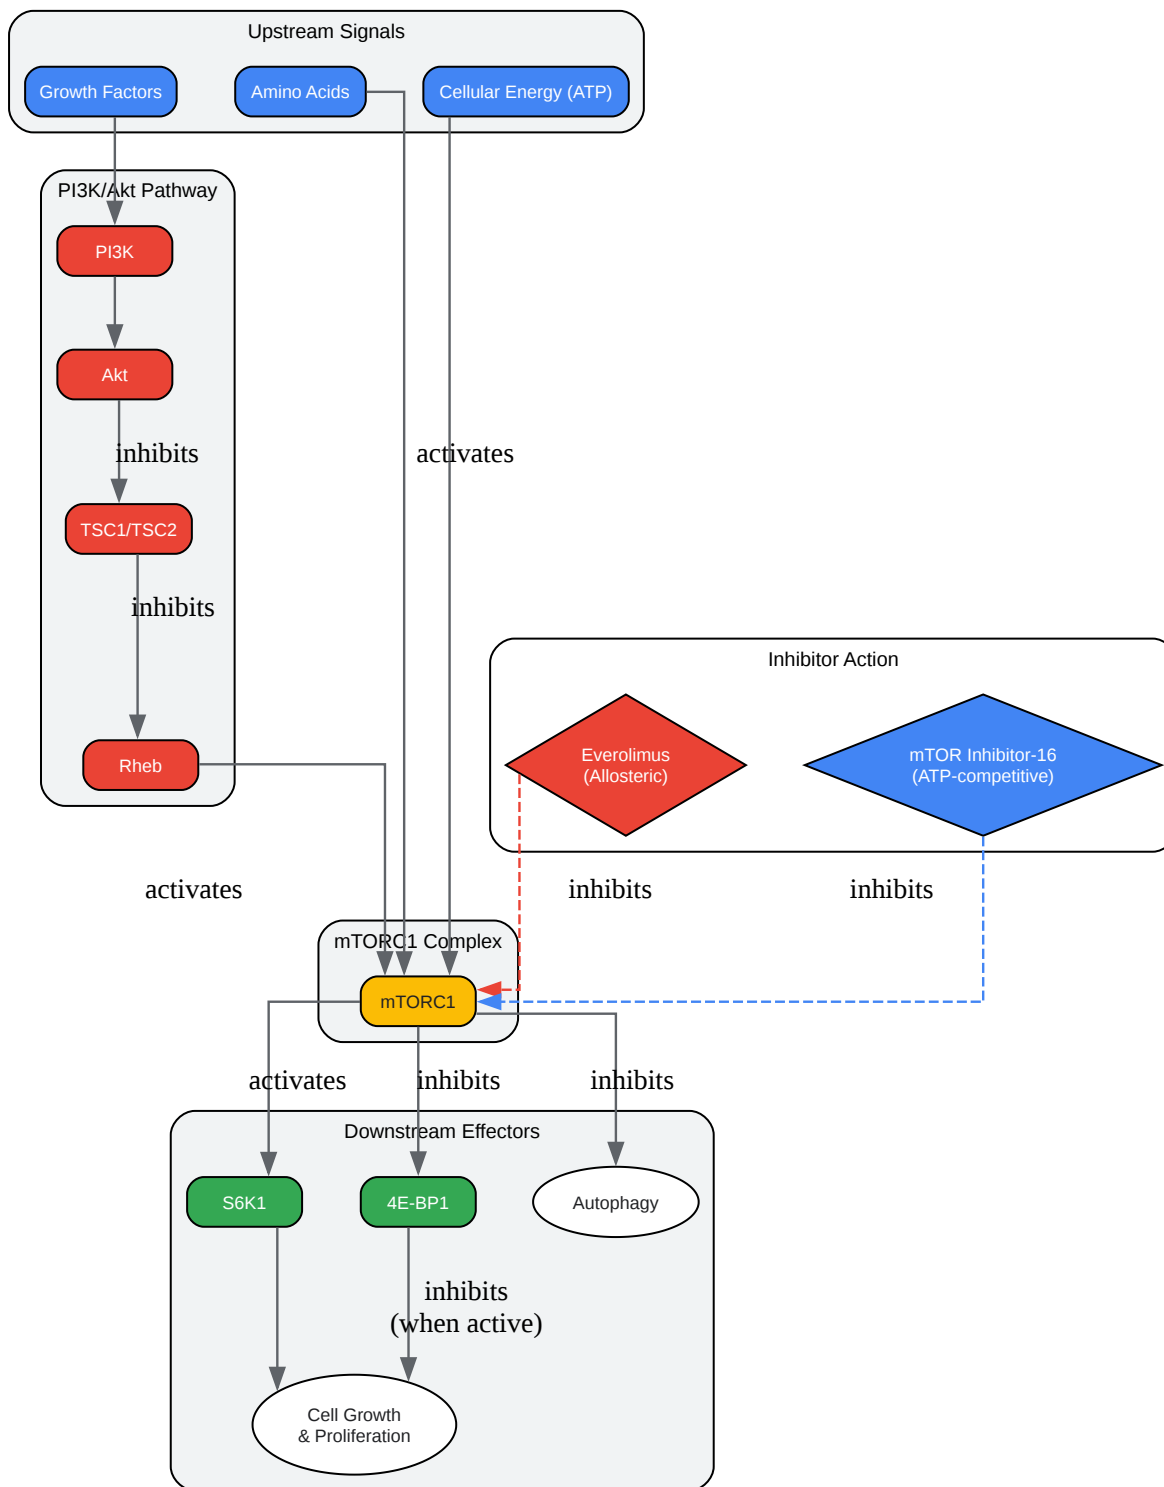 Upstream Signals
Growth Factors
Amino Acids
Cellular Energy (ATP)
PI3K/Akt Pathway
PI3K
Akt
inhibits
activates
TSC1/TSC2
inhibits
Inhibitor Action
Everolimus
(Allosteric)
mTOR Inhibitor-16
(ATP-competitive)
Rheb
activates
inhibits
inhibits
mTORC1 Complex
mTORC1
activates
inhibits
inhibits
Downstream Effectors
S6K1
4E-BP1
Autophagy
inhibits
(when active)
Cell Growth
& Proliferation